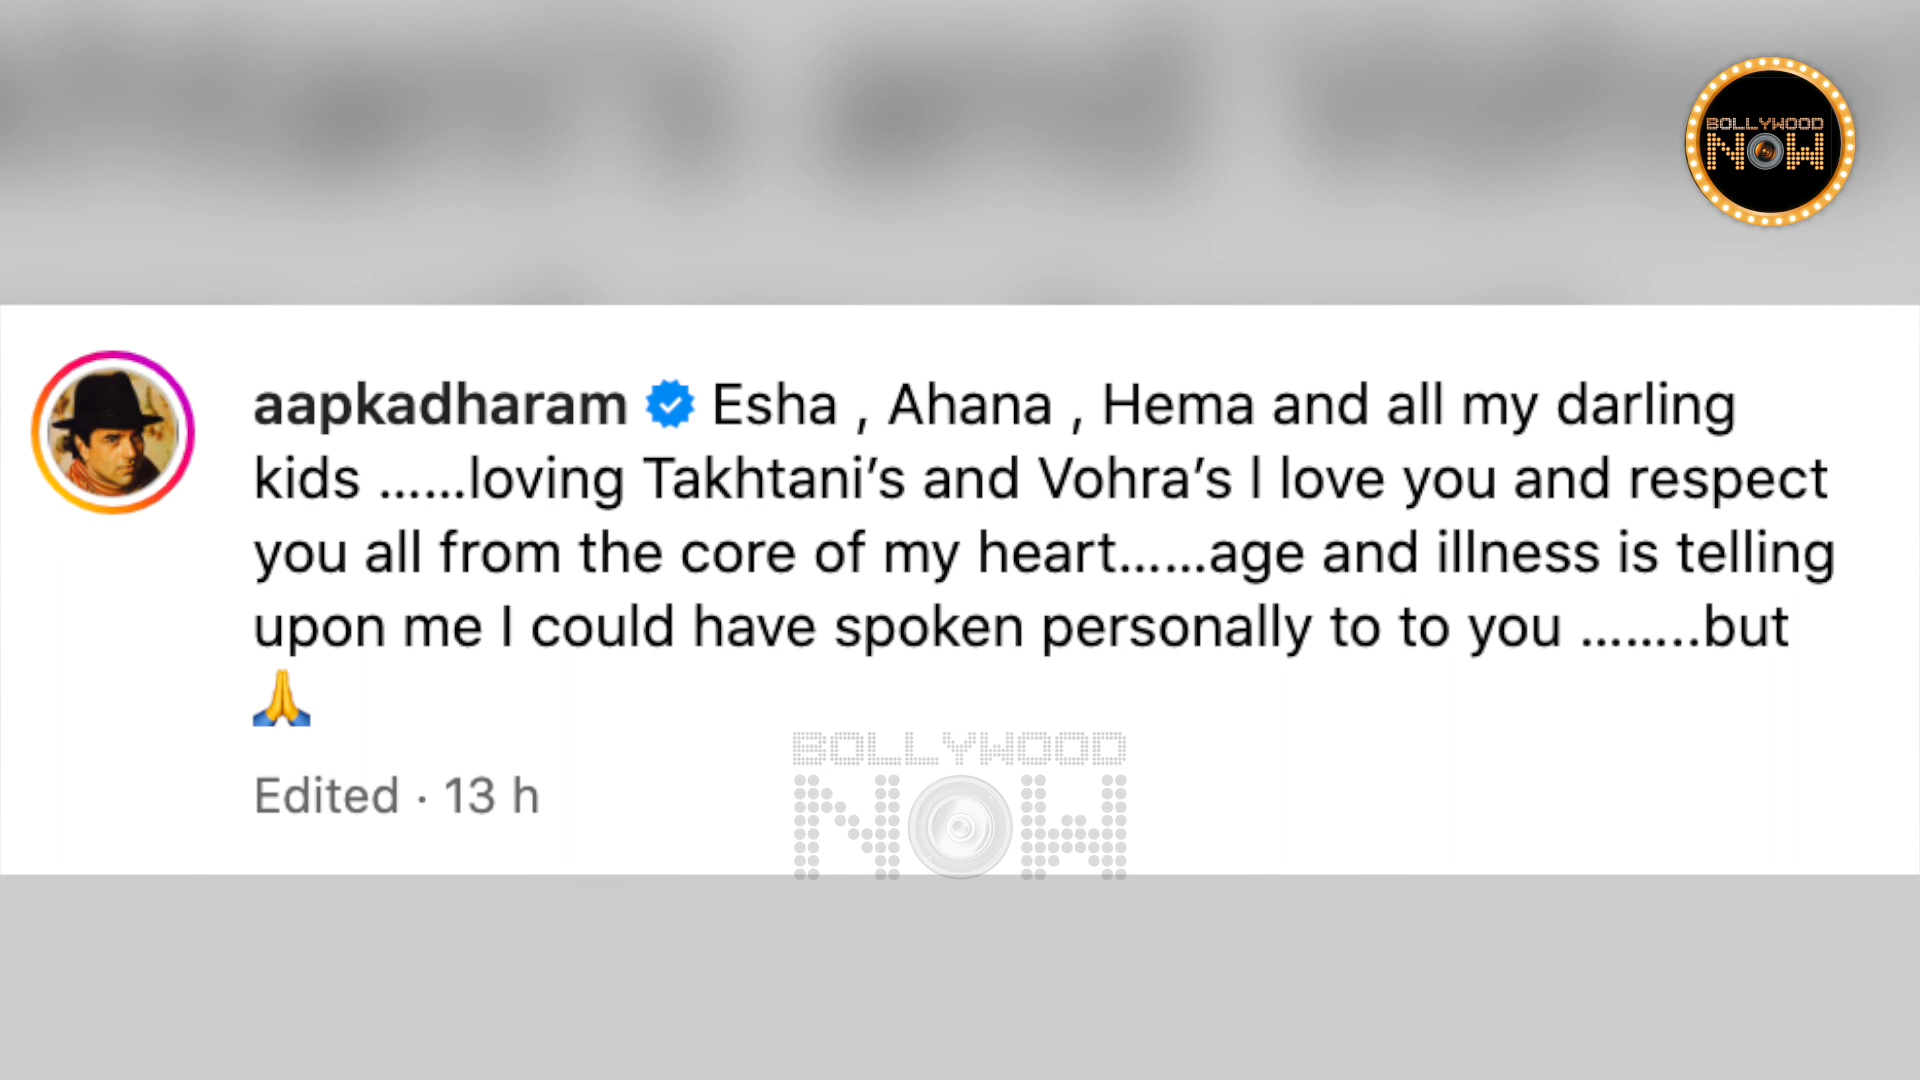 BOLLYWOOD
NOW
aapkadharam Esha , Ahana , Hema and all my darling
kids ......loving Takhtani’s and Vohra’s I love you and respect
you all from the core of my heart......age and illness is telling
upon me I could have spoken personally to to you ........but
🙏
Edited · 13 h
BOLLYWOOD
NOW